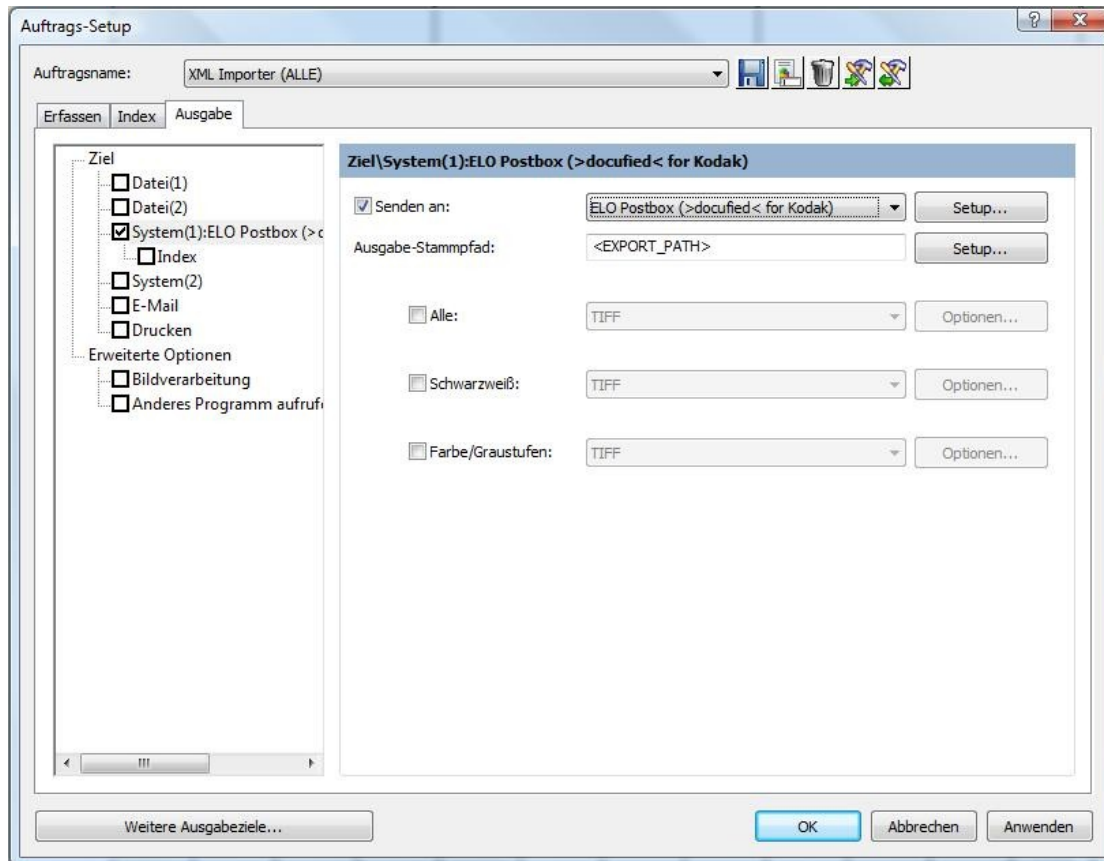 Auftrags-Setup
Auftragsname: XML Importer (ALLE)
Erfassen Index Ausgabe
Ziel
Datei(1)
Datei(2)
System(1):ELO Postbox (>c
Index
System(2)
E-Mail
Drucken
Erweiterte Optionen
Bildverarbeitung
Anderes Programm aufrufe
Ziel\System(1):ELO Postbox (>docufied< for Kodak)
Senden an: ELO Postbox (>docufied< for Kodak) Setup...
Ausgabe-Stammpfad: <EXPORT_PATH> Setup...
Alle: TIFF Optionen...
Schwarzweiß: TIFF Optionen...
Farbe/Graustufen: TIFF Optionen...
Weitere Ausgabeziele... OK Abbrechen Anwenden